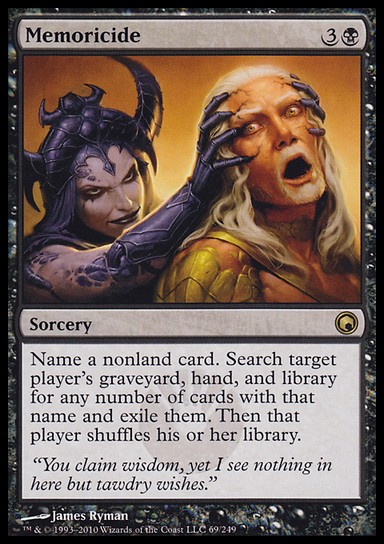 Memoricide 3
Sorcery
Name a nonland card. Search target
player's graveyard, hand, and library
for any number of cards with that
name and exile them. Then that
player shuffles his or her library.
“You claim wisdom, yet I see nothing in
here but tawdry wishes.”
James Ryman
™ & © 1993–2010 Wizards of the Coast LLC 69/249